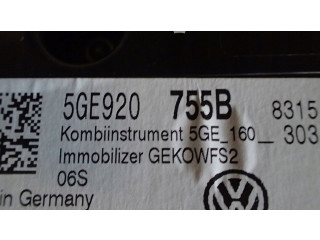 5GE920 755B 8315
Kombiinstrument 5GE_160_ 303
Immobilizer GEKOWFS2
06S
in Germany